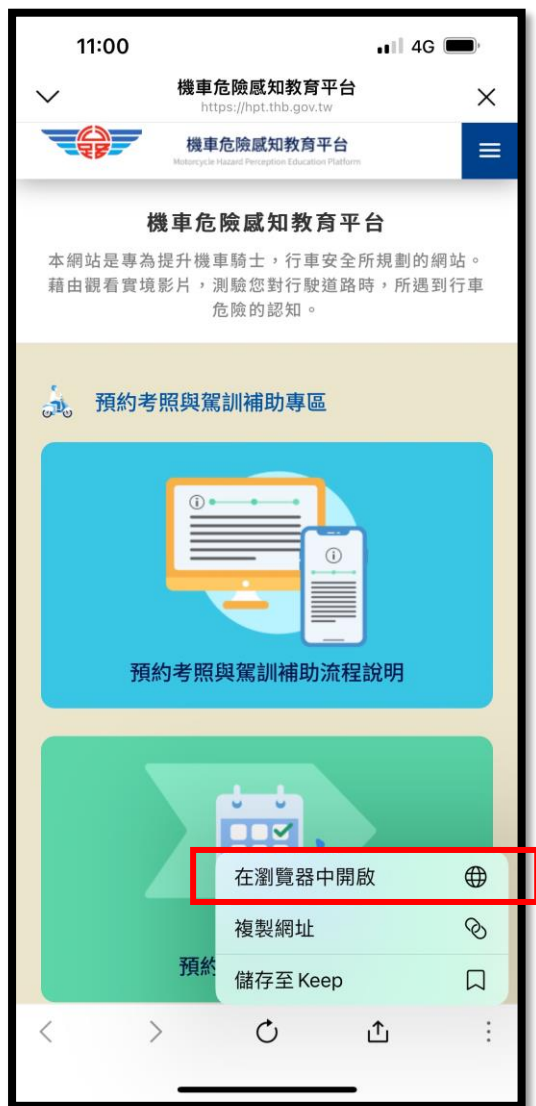 11:00
4G
機車危險感知教育平台
https://hpt.thb.gov.tw
機車危險感知教育平台
Motorcycle Hazard Perception Education Platform
機車危險感知教育平台
本網站是專為提升機車騎士，行車安全所規劃的網站。
藉由觀看實境影片，測驗您對行駛道路時，所遇到行車
危險的認知。
預約考照與駕訓補助專區
預約考照與駕訓補助流程說明
在瀏覽器中開啟
複製網址
預約
儲存至 Keep